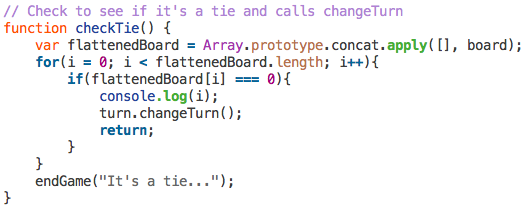 // Check to see if it's a tie and calls changeTurn
function checkTie() {
    var flattenedBoard = Array.prototype.concat.apply([], board);
    for(i = 0; i < flattenedBoard.length; i++){
        if(flattenedBoard[i] === 0){
            console.log(i);
            turn.changeTurn();
            return;
        }
    }
    endGame("It's a tie...");
}